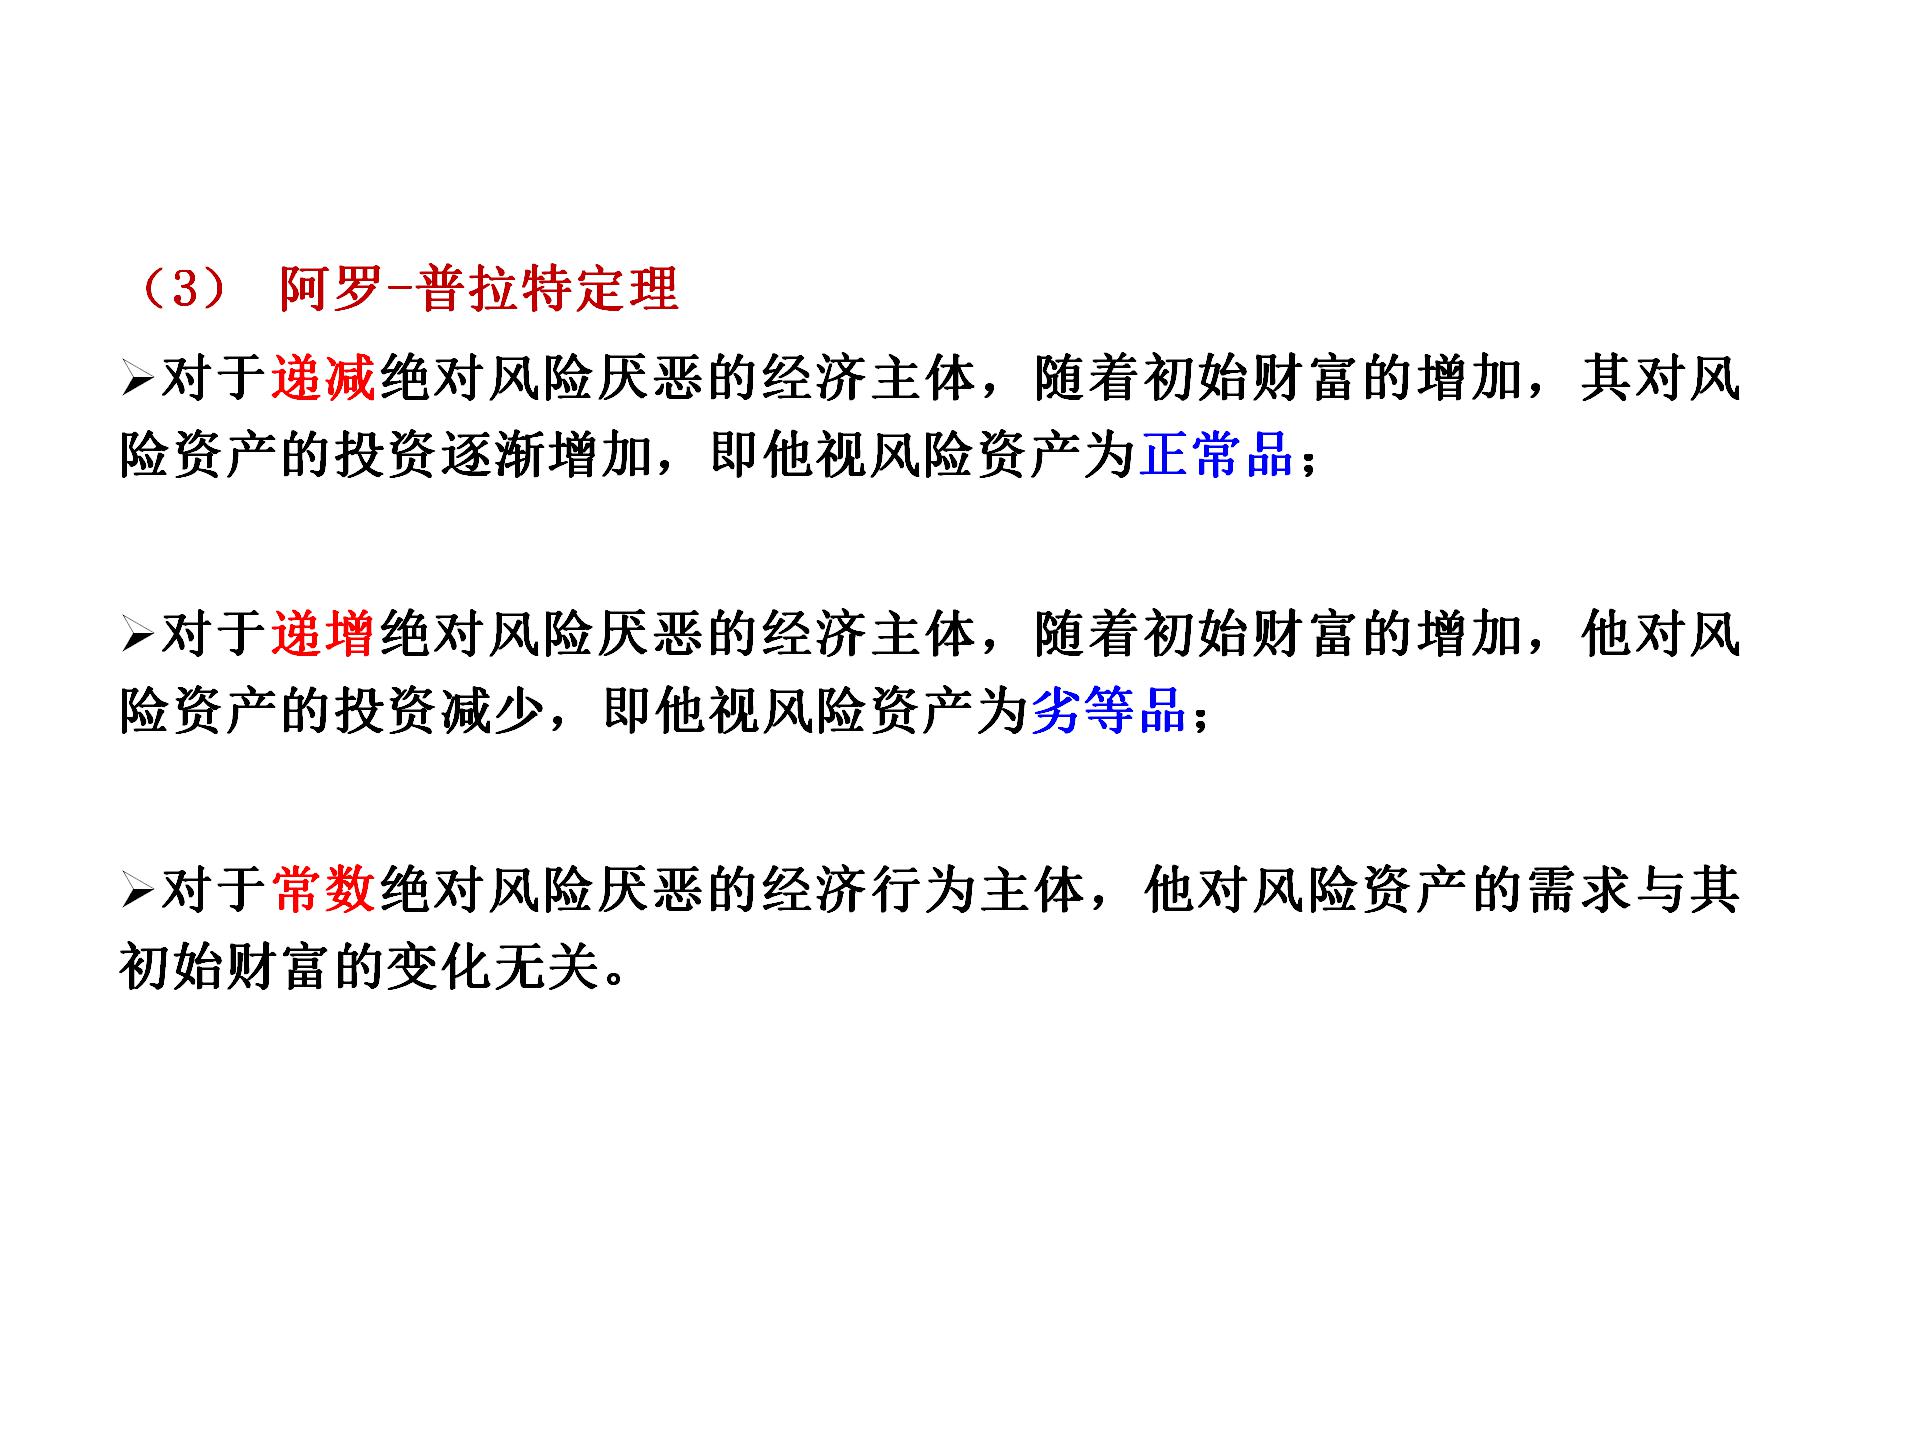 （3） 阿罗-普拉特定理
➢对于递减绝对风险厌恶的经济主体，随着初始财富的增加，其对风
险资产的投资逐渐增加，即他视风险资产为正常品；
➢对于递增绝对风险厌恶的经济主体，随着初始财富的增加，他对风
险资产的投资减少，即他视风险资产为劣等品；
➢对于常数绝对风险厌恶的经济行为主体，他对风险资产的需求与其
初始财富的变化无关。